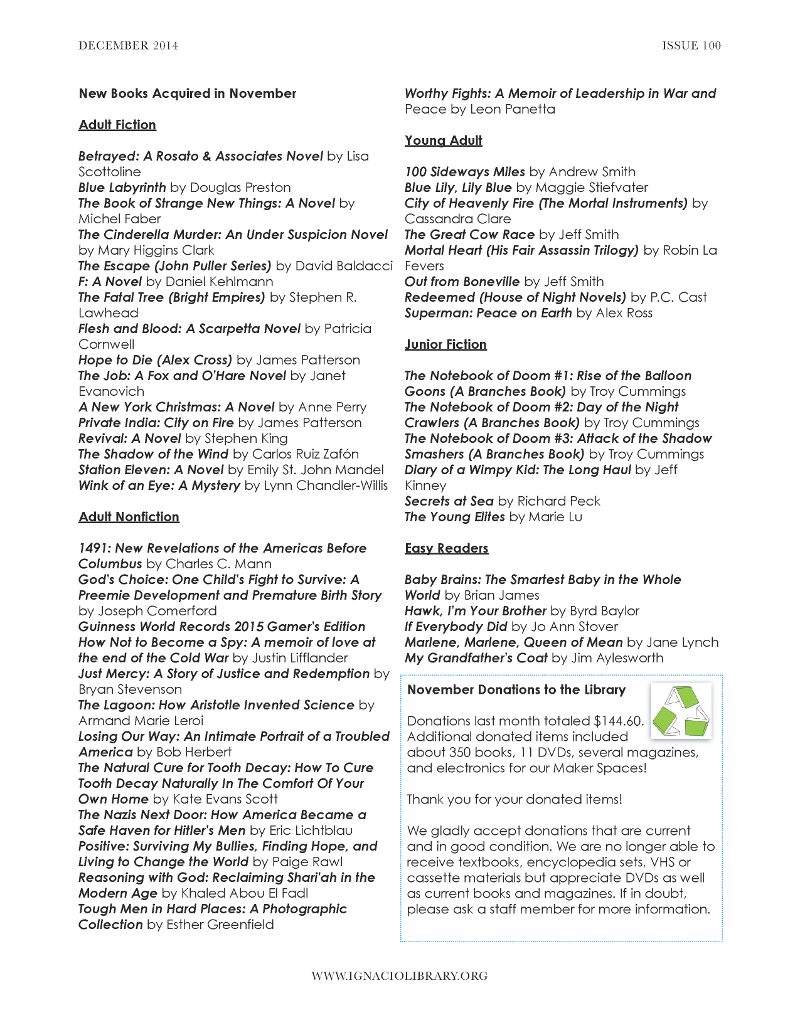 DECEMBER 2014
ISSUE 100
New Books Acquired in November
Adult Fiction
Betrayed: A Rosato & Associates Novel by Lisa
Scottoline
Blue Labyrinth by Douglas Preston
The Book of Strange New Things: A Novel by
Michel Faber
The Cinderella Murder: An Under Suspicion Novel
by Mary Higgins Clark
The Escape (John Puller Series) by David Baldacci
F: A Novel by Daniel Kehlmann
The Fatal Tree (Bright Empires) by Stephen R.
Lawhead
Flesh and Blood: A Scarpetta Novel by Patricia
Cornwell
Hope to Die (Alex Cross) by James Patterson
The Job: A Fox and O'Hare Novel by Janet
Evanovich
A New York Christmas: A Novel by Anne Perry
Private India: City on Fire by James Patterson
Revival: A Novel by Stephen King
The Shadow of the Wind by Carlos Ruiz Zafón
Station Eleven: A Novel by Emily St. John Mandel
Wink of an Eye: A Mystery by Lynn Chandler-Willis
Adult Nonfiction
1491: New Revelations of the Americas Before
Columbus by Charles C. Mann
God's Choice: One Child's Fight to Survive: A
Preemie Development and Premature Birth Story
by Joseph Comerford
Guinness World Records 2015 Gamer's Edition
How Not to Become a Spy: A memoir of love at
the end of the Cold War by Justin Lifflander
Just Mercy: A Story of Justice and Redemption by
Bryan Stevenson
The Lagoon: How Aristotle Invented Science by
Armand Marie Leroi
Losing Our Way: An Intimate Portrait of a Troubled
America by Bob Herbert
The Natural Cure for Tooth Decay: How To Cure
Tooth Decay Naturally In The Comfort Of Your
Own Home by Kate Evans Scott
The Nazis Next Door: How America Became a
Safe Haven for Hitler's Men by Eric Lichtblau
Positive: Surviving My Bullies, Finding Hope, and
Living to Change the World by Paige Rawl
Reasoning with God: Reclaiming Shari'ah in the
Modern Age by Khaled Abou El Fadl
Tough Men in Hard Places: A Photographic
Collection by Esther Greenfield
Worthy Fights: A Memoir of Leadership in War and
Peace by Leon Panetta
Young Adult
100 Sideways Miles by Andrew Smith
Blue Lily, Lily Blue by Maggie Stiefvater
City of Heavenly Fire (The Mortal Instruments) by
Cassandra Clare
The Great Cow Race by Jeff Smith
Mortal Heart (His Fair Assassin Trilogy) by Robin La
Fevers
Out from Boneville by Jeff Smith
Redeemed (House of Night Novels) by P.C. Cast
Superman: Peace on Earth by Alex Ross
Junior Fiction
The Notebook of Doom #1: Rise of the Balloon
Goons (A Branches Book) by Troy Cummings
The Notebook of Doom #2: Day of the Night
Crawlers (A Branches Book) by Troy Cummings
The Notebook of Doom #3: Attack of the Shadow
Smashers (A Branches Book) by Troy Cummings
Diary of a Wimpy Kid: The Long Haul by Jeff
Kinney
Secrets at Sea by Richard Peck
The Young Elites by Marie Lu
Easy Readers
Baby Brains: The Smartest Baby in the Whole
World by Brian James
Hawk, I'm Your Brother by Byrd Baylor
If Everybody Did by Jo Ann Stover
Marlene, Marlene, Queen of Mean by Jane Lynch
My Grandfather's Coat by Jim Aylesworth
November Donations to the Library
Donations last month totaled $144.60.
Additional donated items included
about 350 books, 11 DVDs, several magazines,
and electronics for our Maker Spaces!
Thank you for your donated items!
We gladly accept donations that are current
and in good condition. We are no longer able to
receive textbooks, encyclopedia sets, VHS or
cassette materials but appreciate DVDs as well
as current books and magazines. If in doubt,
please ask a staff member for more information.
WWW.IGNACIOLIBRARY.ORG